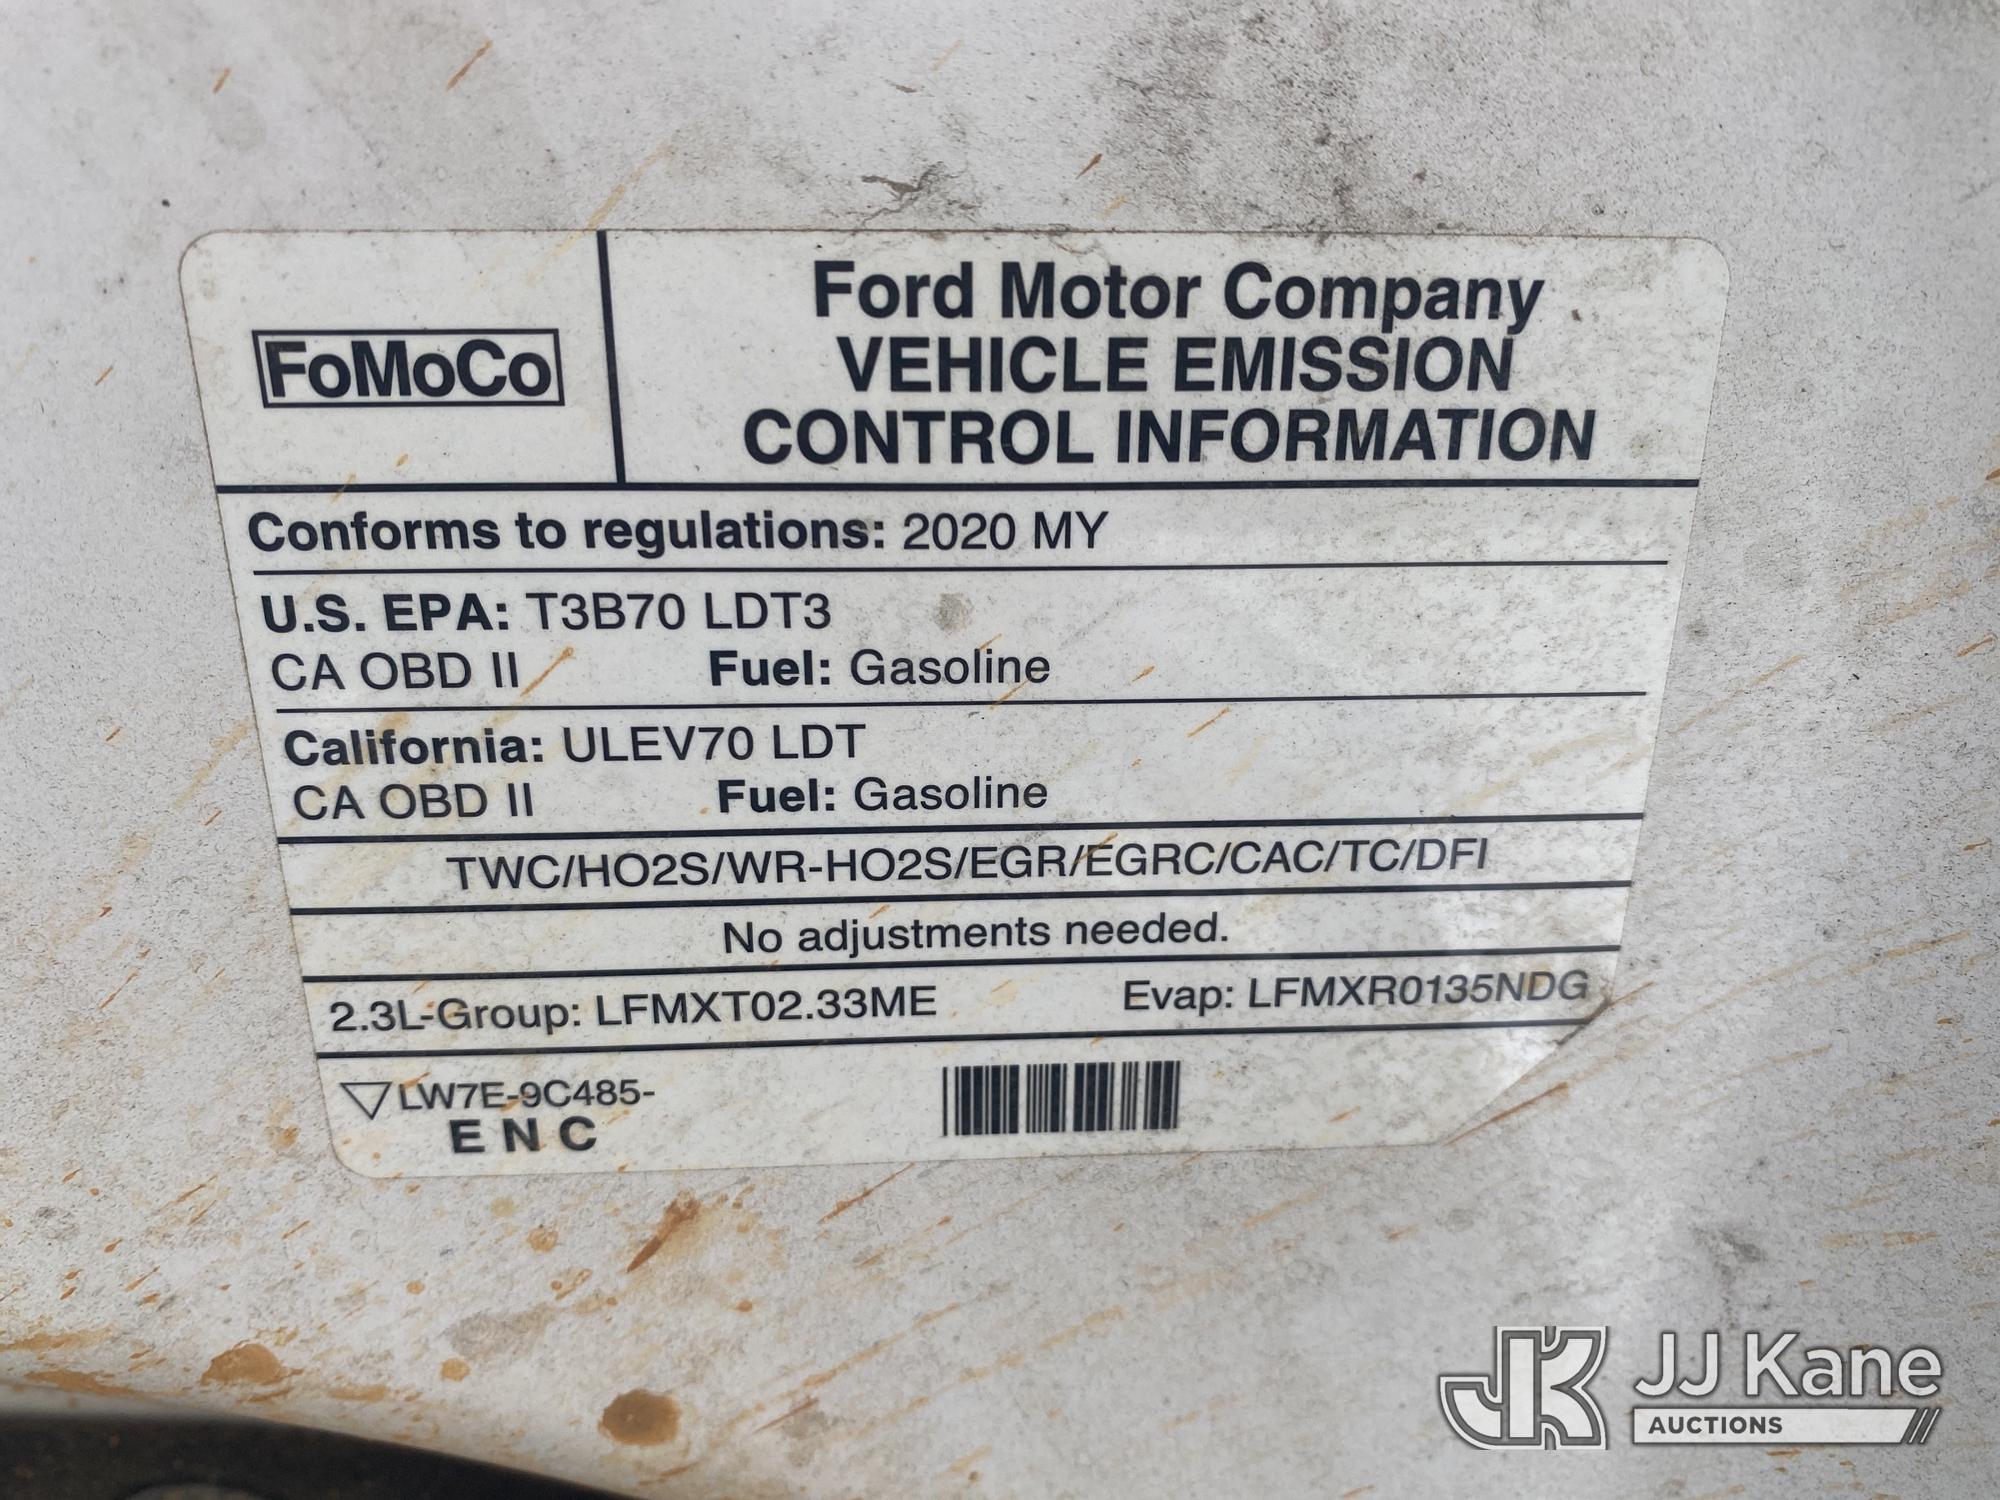 FoMoCo
Ford Motor Company
VEHICLE EMISSION
CONTROL INFORMATION
Conforms to regulations: 2020 MY
U.S. EPA: T3B70 LDT3
CA OBD II Fuel: Gasoline
California: ULEV70 LDT
CA OBD II Fuel: Gasoline
TWC/HO2S/WR-HO2S/EGR/EGRC/CAC/TC/DFI
No adjustments needed.
2.3L-Group: LFMXT02.33ME Evap: LFMXR0135NDG
LW7E-9C485-
E N C
JK JJ Kane
AUCTIONS